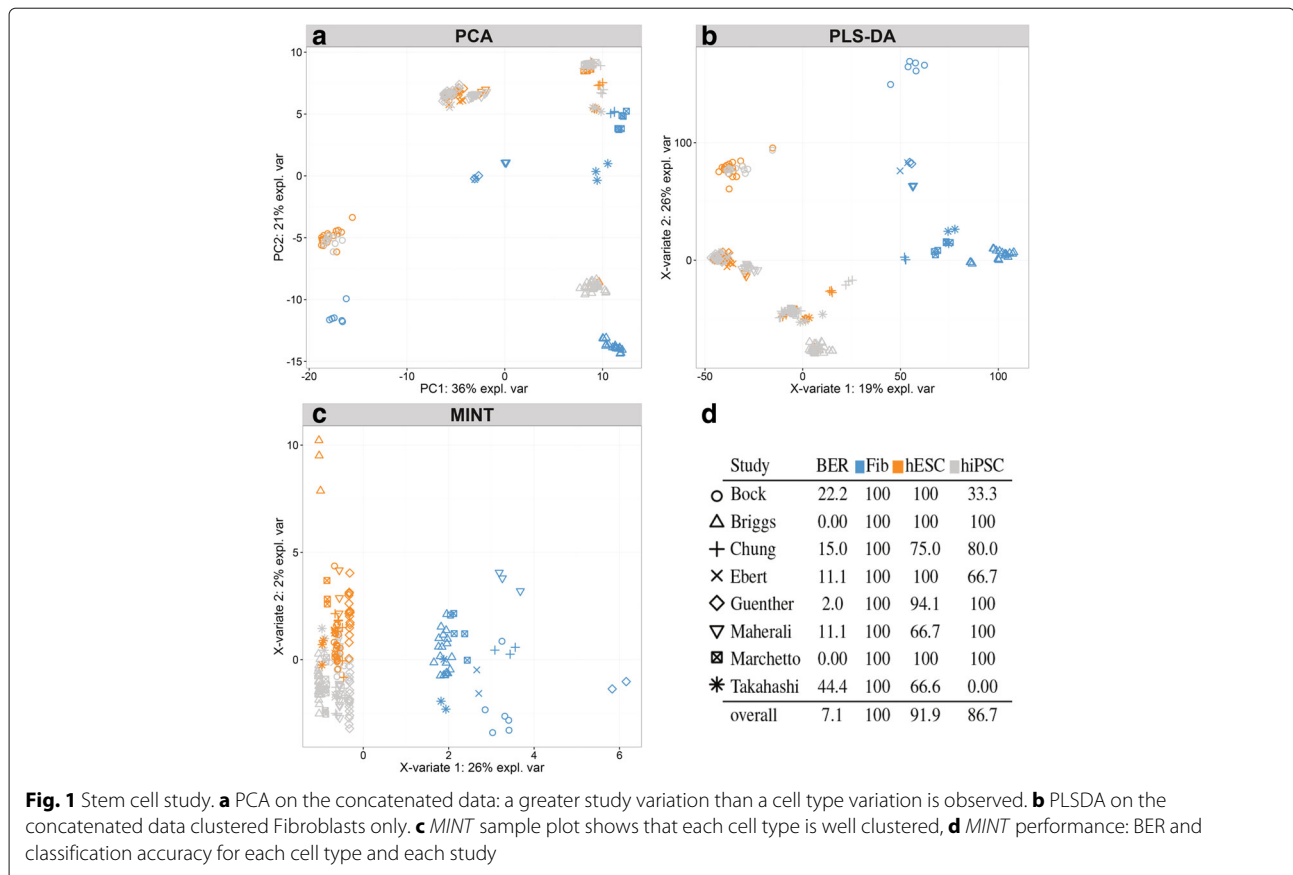 a
PCA
10
5
0
-5
-10
-15
PC2: 21% expl. var
-20
-10
0
10
PC1: 36% expl. var
b
PLS-DA
100
0
X-variate 2: 26% expl. var
-50
0
50
100
X-variate 1: 19% expl. var
c
MINT
10
5
0
X-variate 2: 2% expl. var
0
2
4
6
X-variate 1: 26% expl. var
d
Study BER Fib hESC hiPSC
Bock 22.2 100 100 33.3
Briggs 0.00 100 100 100
Chung 15.0 100 75.0 80.0
Ebert 11.1 100 100 66.7
Guenther 2.0 100 94.1 100
Maherali 11.1 100 66.7 100
Marchetto 0.00 100 100 100
Takahashi 44.4 100 66.6 0.00
overall 7.1 100 91.9 86.7
Fig. 1 Stem cell study. a PCA on the concatenated data: a greater study variation than a cell type variation is observed. b PLSDA on the
concatenated data clustered Fibroblasts only. c MINT sample plot shows that each cell type is well clustered, d MINT performance: BER and
classification accuracy for each cell type and each study